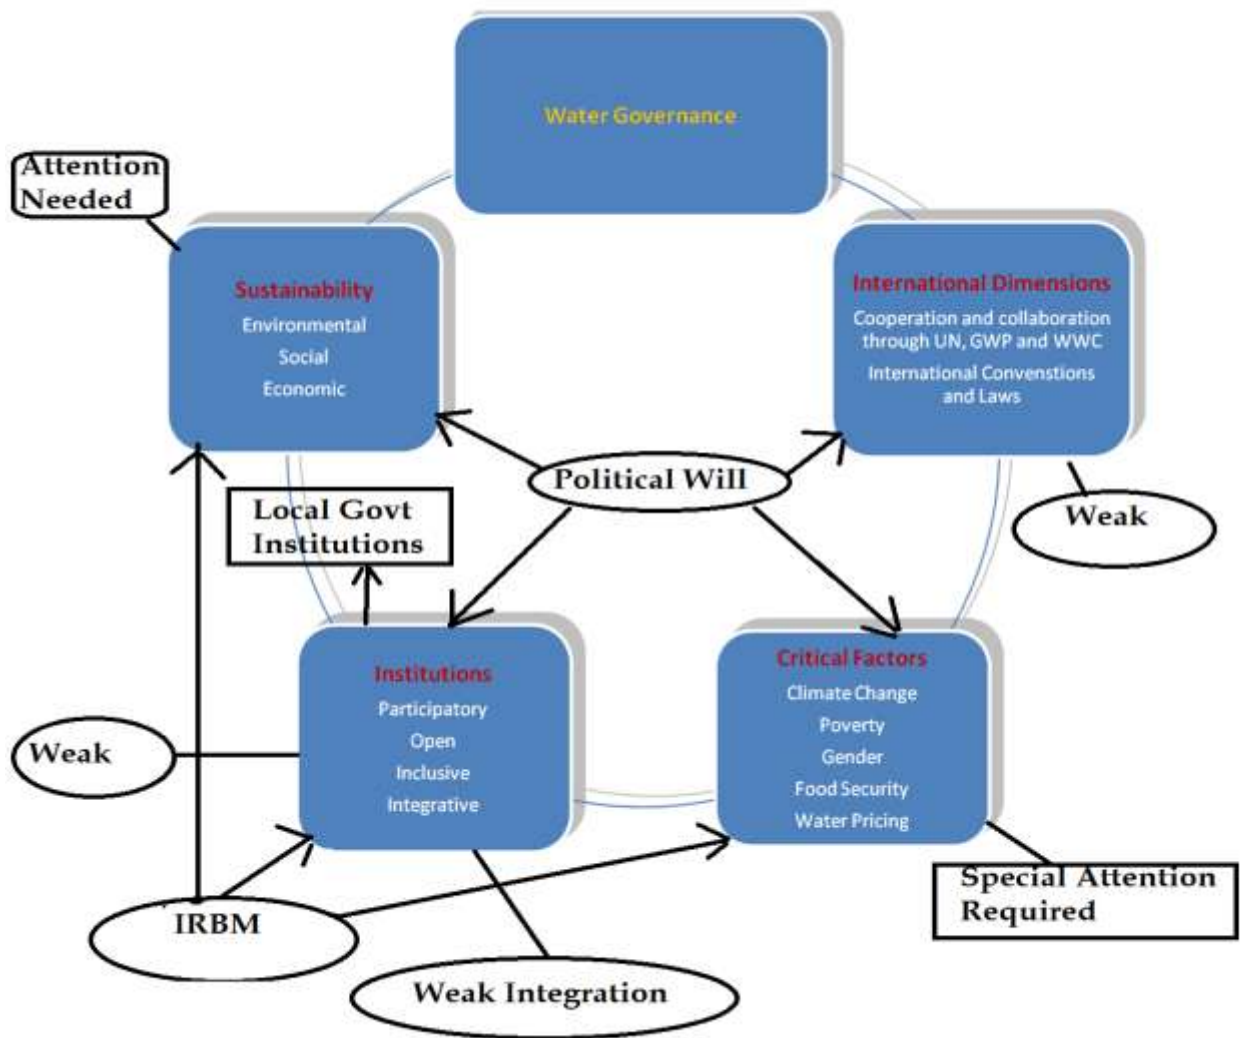 Water Governance
Attention
Needed
Sustainability
Environmental
Social
Economic
International Dimensions
Cooperation and collaboration
through UN, GWP and WWC
International Convenstions
and Laws
Political Will
Local Govt
Institutions
Weak
Institutions
Participatory
Open
Inclusive
Integrative
Critical Factors
Climate Change
Poverty
Gender
Food Security
Water Pricing
Weak
Special Attention
Required
IRBM
Weak Integration